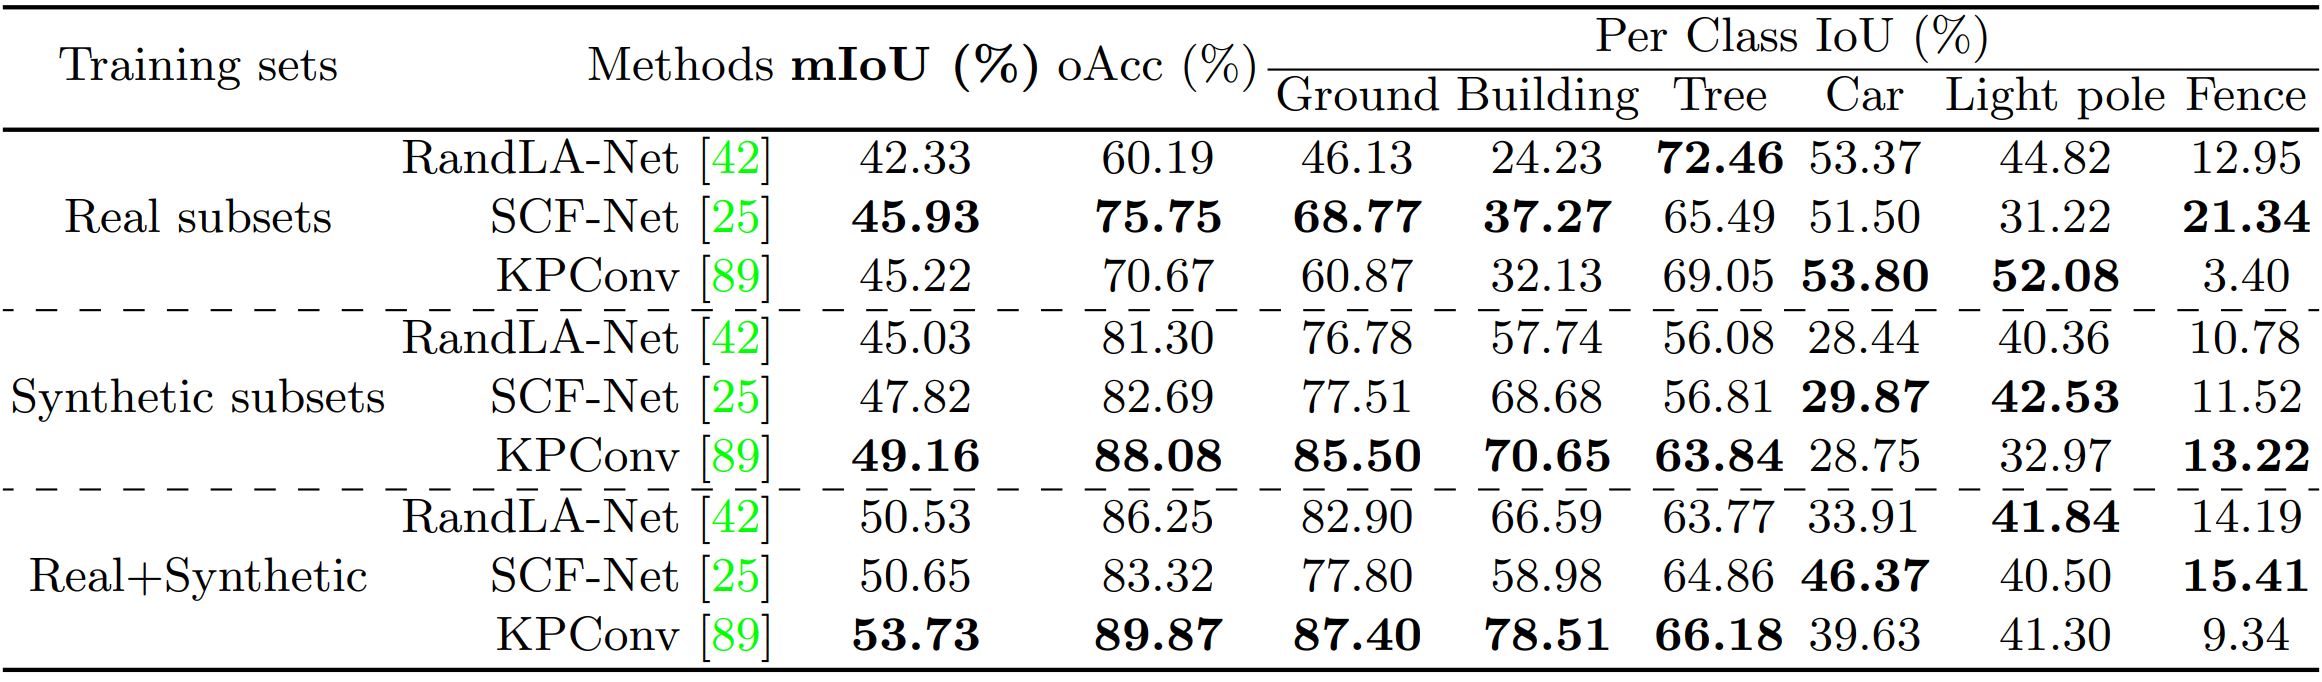 Training sets Methods mIoU (%) oAcc (%) Per Class IoU (%)
Ground Building Tree Car Light pole Fence
Real subsets
RandLA-Net [42] 42.33 60.19 46.13 24.23 72.46 53.37 44.82 12.95
SCF-Net [25] 45.93 75.75 68.77 37.27 65.49 51.50 31.22 21.34
KPConv [89] 45.22 70.67 60.87 32.13 69.05 53.80 52.08 3.40
Synthetic subsets
RandLA-Net [42] 45.03 81.30 76.78 57.74 56.08 28.44 40.36 10.78
SCF-Net [25] 47.82 82.69 77.51 68.68 56.81 29.87 42.53 11.52
KPConv [89] 49.16 88.08 85.50 70.65 63.84 28.75 32.97 13.22
Real+Synthetic
RandLA-Net [42] 50.53 86.25 82.90 66.59 63.77 33.91 41.84 14.19
SCF-Net [25] 50.65 83.32 77.80 58.98 64.86 46.37 40.50 15.41
KPConv [89] 53.73 89.87 87.40 78.51 66.18 39.63 41.30 9.34